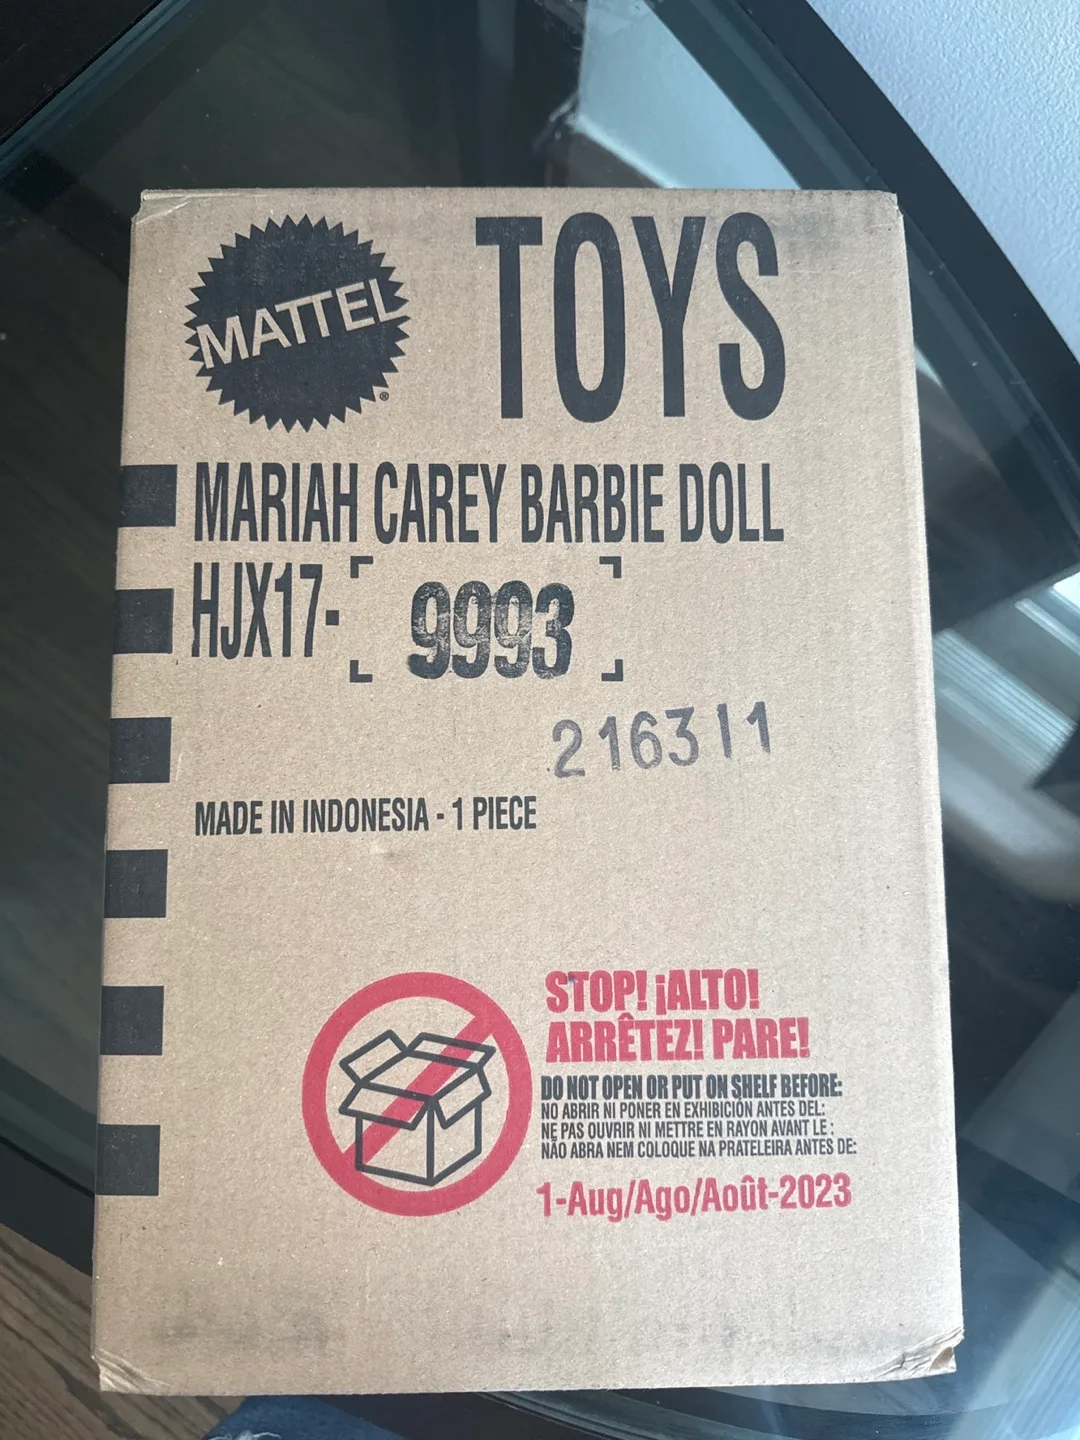 MATTEL®
TOYS
MARIAH CAREY BARBIE DOLL
HJX17- 9993
2163 11
MADE IN INDONESIA - 1 PIECE
STOP! ¡ALTO!
ARRÊTEZ! PARE!
DO NOT OPEN OR PUT ON SHELF BEFORE:
NO ABRIR NI PONER EN EXHIBICIÓN ANTES DEL:
NE PAS OUVRIR NI METTRE EN RAYON AVANT LE :
NÃO ABRA NEM COLOQUE NA PRATELEIRA ANTES DE:
1-Aug/Ago/Août-2023